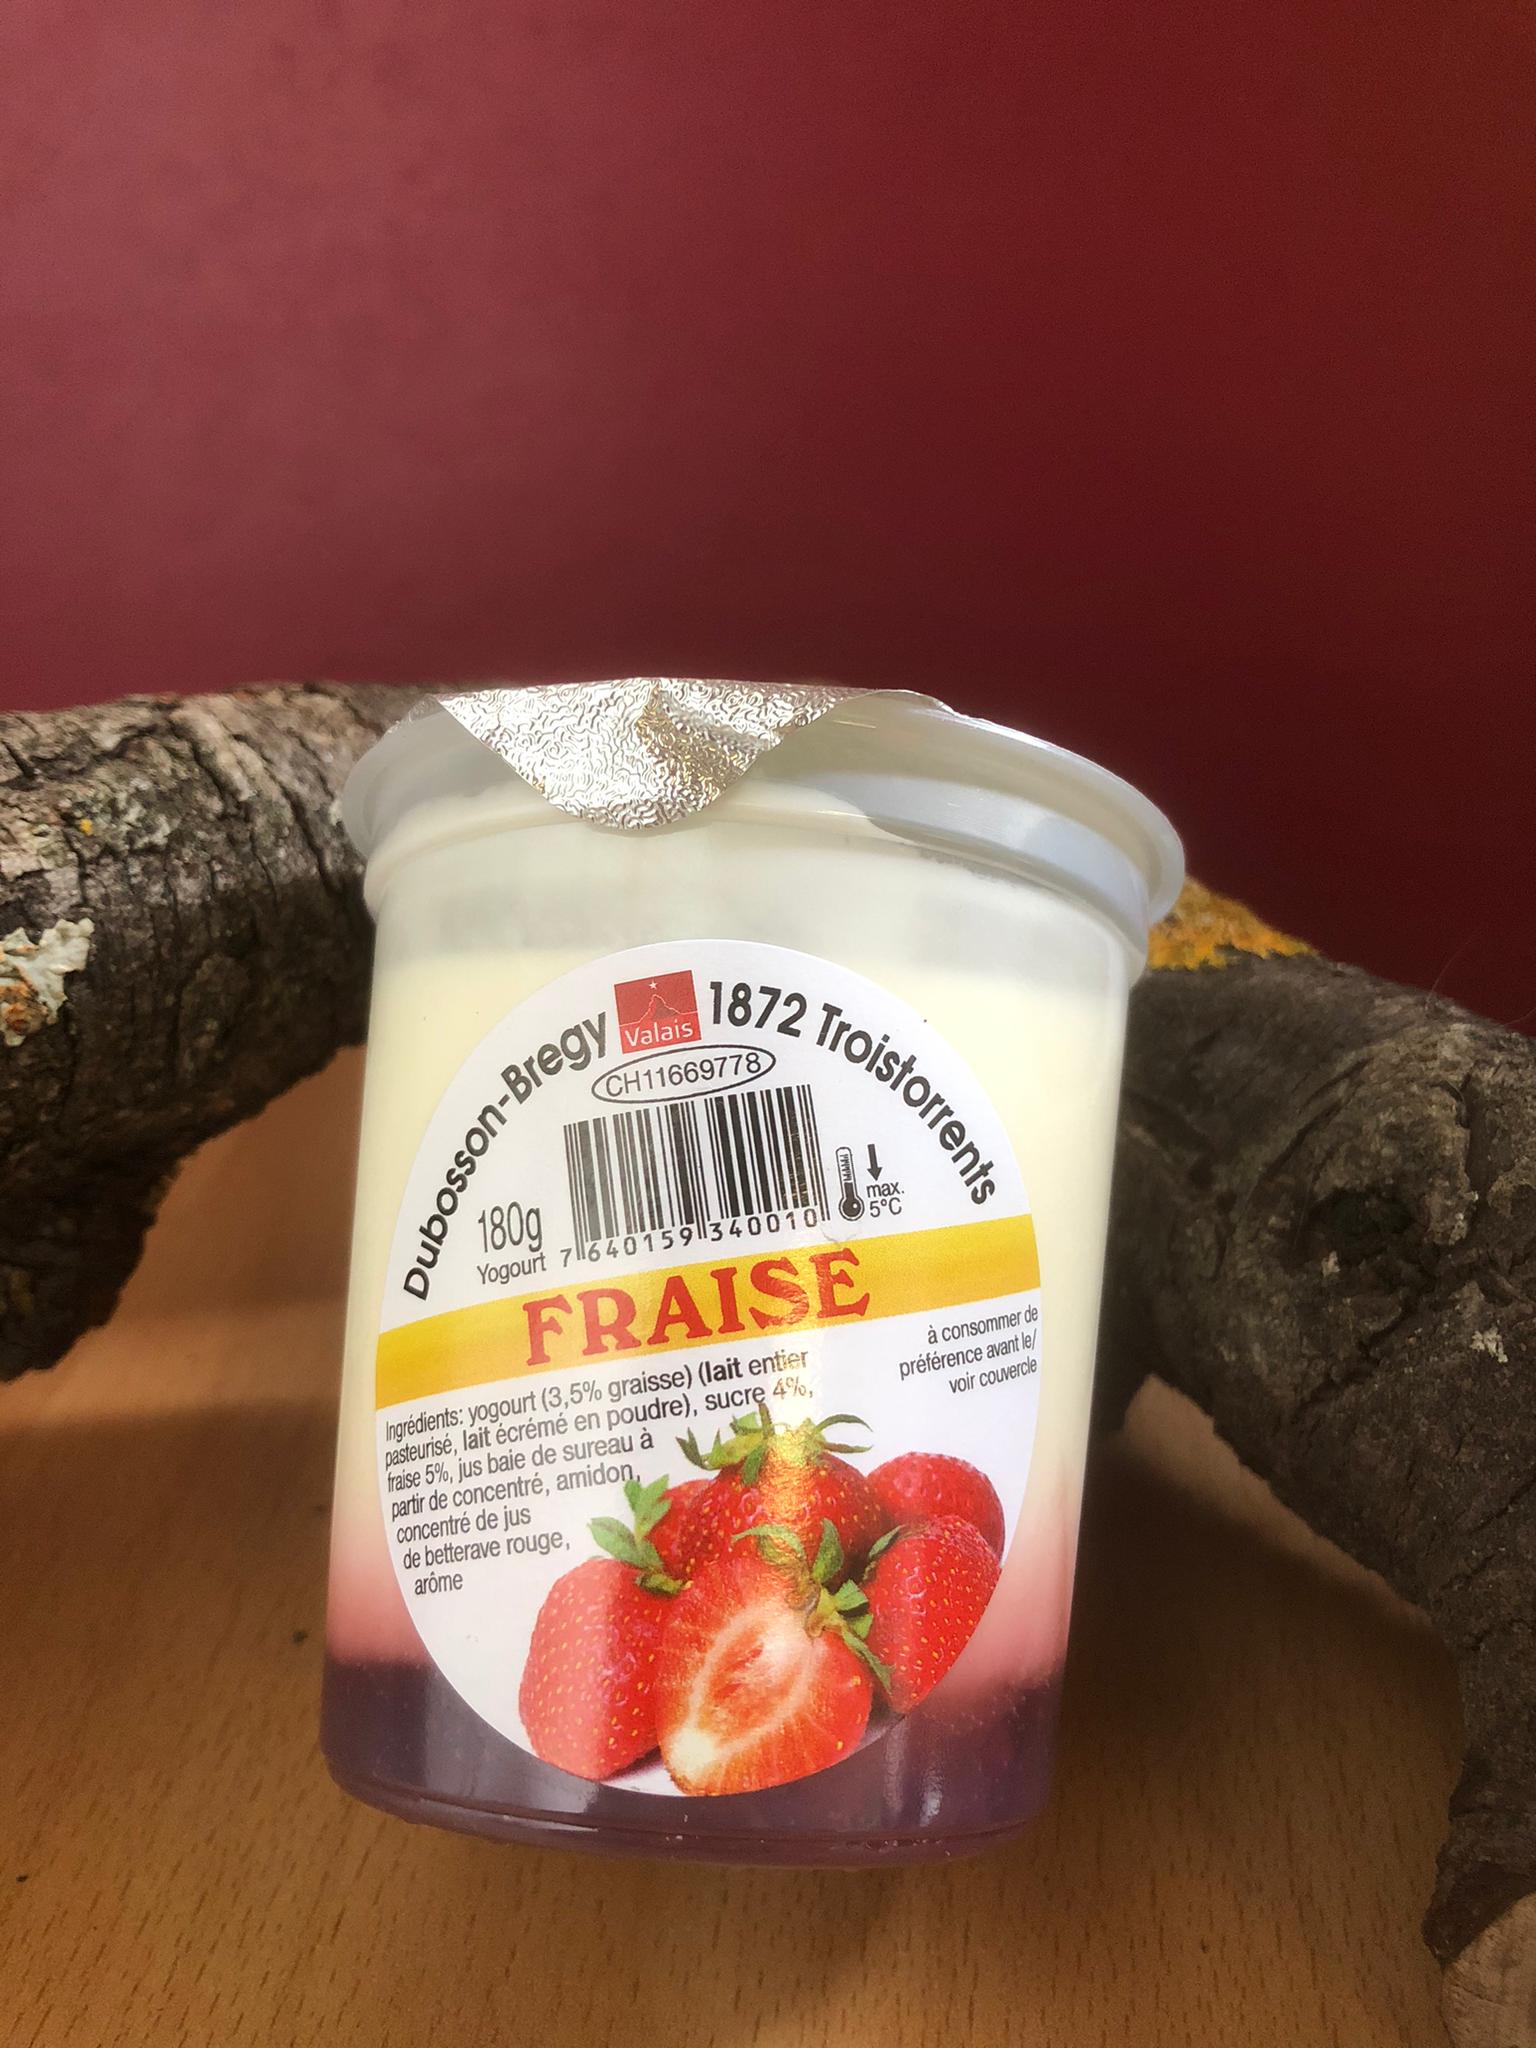 Dubosson-Bregy
Valais
1872 Troistorrents
CH11669778
180g
Yogourt
7 640159 340010
max.
5°C
FRAISE
à consommer de
préférence avant le/
voir couvercle
Ingrédients: yogourt (3,5% graisse) (lait entier
pasteurisé, lait écrémé en poudre), sucre 4%,
fraise 5%, jus baie de sureau à
partir de concentré, amidon,
concentré de jus
de betterave rouge,
arôme